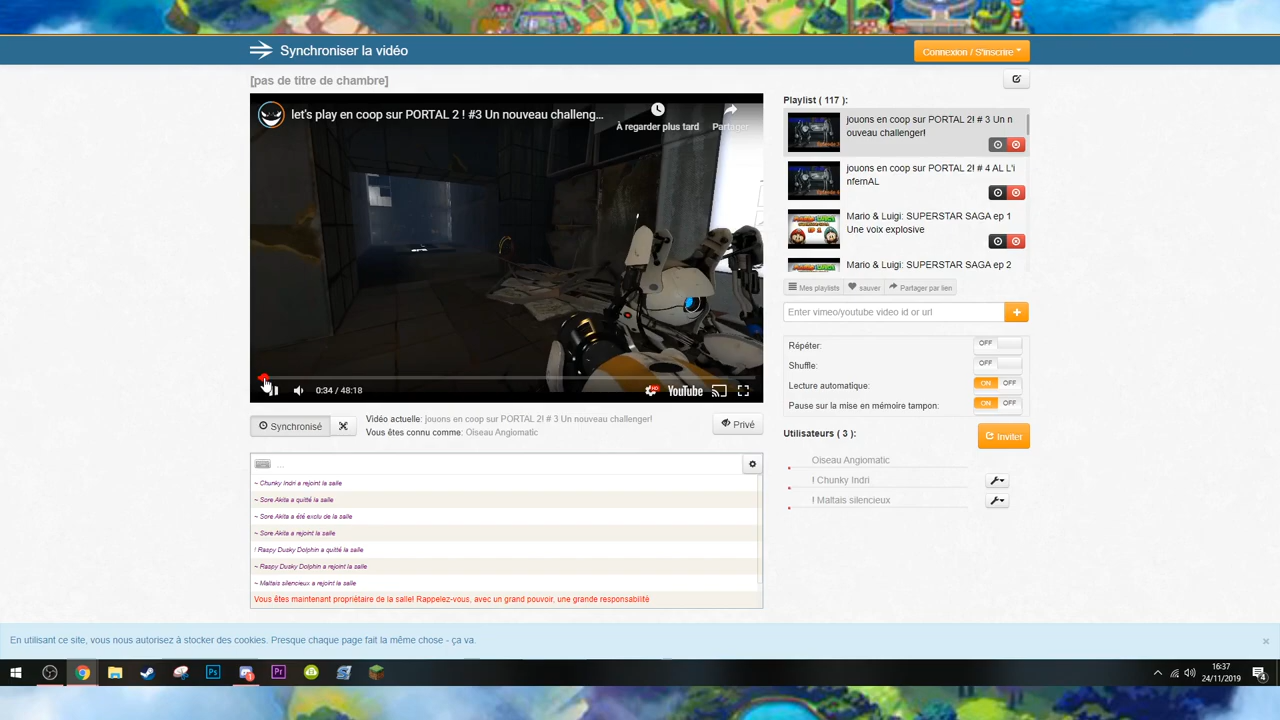 Synchroniser la vidéo
Connexion / S'inscrire
[pas de titre de chambre]
let's play en coop sur PORTAL 2 ! #3 Un nouveau challeng...
À regarder plus tard
Partager
0:34 / 48:18
HD
YouTube
Synchronisé
Vidéo actuelle: jouons en coop sur PORTAL 2! # 3 Un nouveau challenger!
Vous êtes connu comme: Oiseau Angiomatic
Privé
...
~ Chunky Indri a rejoint la salle
~ Sore Akita a quitté la salle
~ Sore Akita a été exclu de la salle
~ Sore Akita a rejoint la salle
! Raspy Dusky Dolphin a quitté la salle
~ Raspy Dusky Dolphin a rejoint la salle
~ Maltais silencieux a rejoint la salle
Vous êtes maintenant propriétaire de la salle! Rappelez-vous, avec un grand pouvoir, une grande responsabilité
Playlist ( 117 ):
jouons en coop sur PORTAL 2! # 3 Un n
ouveau challenger!
jouons en coop sur PORTAL 2! # 4 AL L'i
nfernAL
Mario & Luigi: SUPERSTAR SAGA ep 1
Une voix explosive
Mario & Luigi: SUPERSTAR SAGA ep 2
Mes playlists
sauver
Partager par lien
Enter vimeo/youtube video id or url
+
Répéter: OFF
Shuffle: OFF
Lecture automatique: ON OFF
Pause sur la mise en mémoire tampon: ON OFF
Utilisateurs ( 3 ):
Inviter
Oiseau Angiomatic
! Chunky Indri
! Maltais silencieux
En utilisant ce site, vous nous autorisez à stocker des cookies. Presque chaque page fait la même chose - ça va.
×
Ps
Pr
16:37
24/11/2019
4